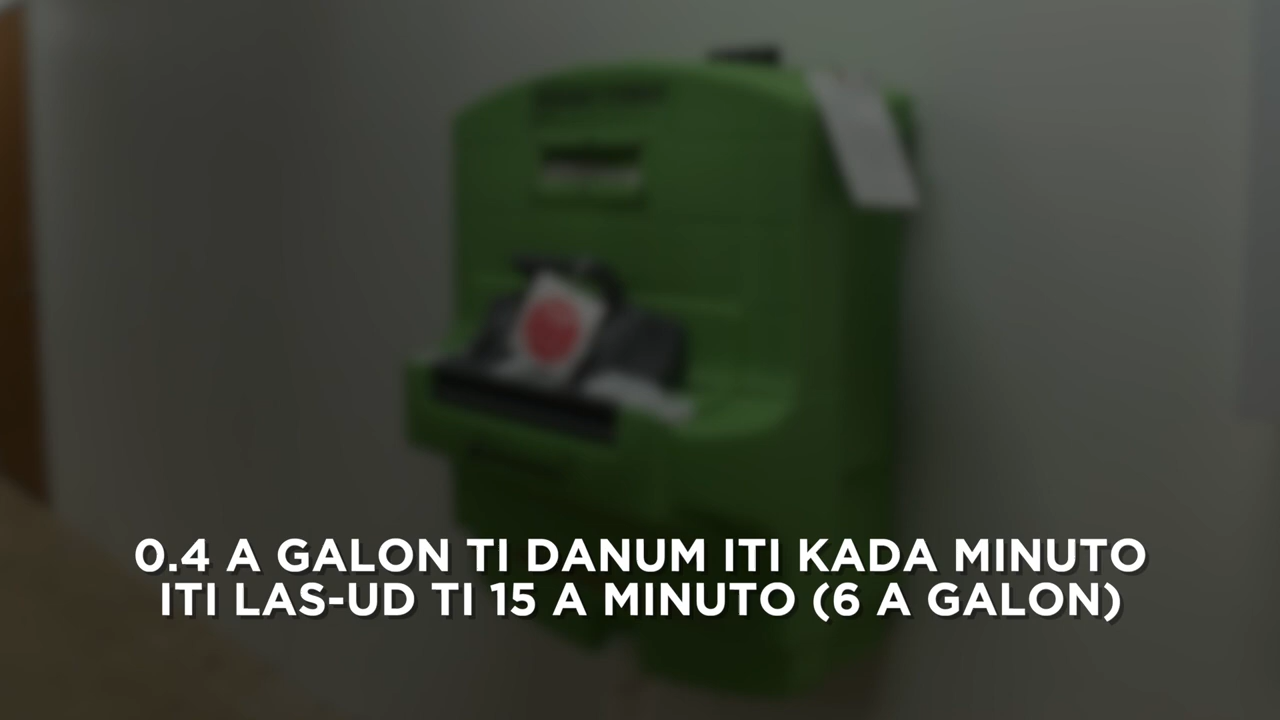 0.4 A GALON TI DANUM ITI KADA MINUTO
ITI LAS-UD TI 15 A MINUTO (6 A GALON)